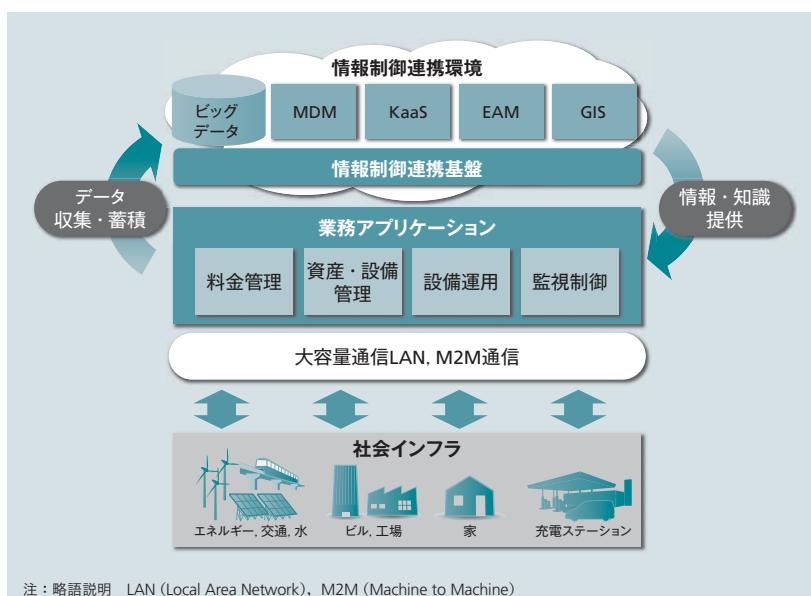 情報制御連携環境
ビッグ
データ
MDM
KaaS
EAM
GIS
情報制御連携基盤
データ
収集・蓄積
情報・知識
提供
業務アプリケーション
料金管理
資産・設備
管理
設備運用
監視制御
大容量通信LAN, M2M通信
社会インフラ
エネルギー, 交通, 水
ビル, 工場
家
充電ステーション
注:略語説明 LAN (Local Area Network), M2M (Machine to Machine)